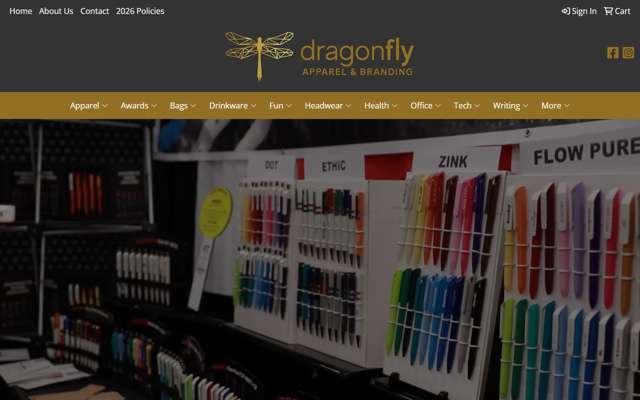 Home About Us Contact 2026 Policies
Sign In Cart
dragonfly
APPAREL & BRANDING
Apparel Awards Bags Drinkware Fun Headwear Health Office Tech Writing More
DOT
ETHIC
ZINK
FLOW PURE